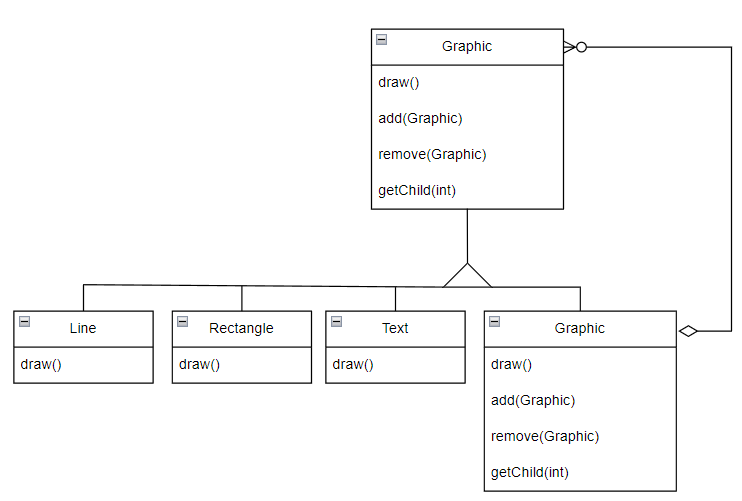 Graphic
draw()
add(Graphic)
remove(Graphic)
getChild(int)
Line
draw()
Rectangle
draw()
Text
draw()
Graphic
draw()
add(Graphic)
remove(Graphic)
getChild(int)